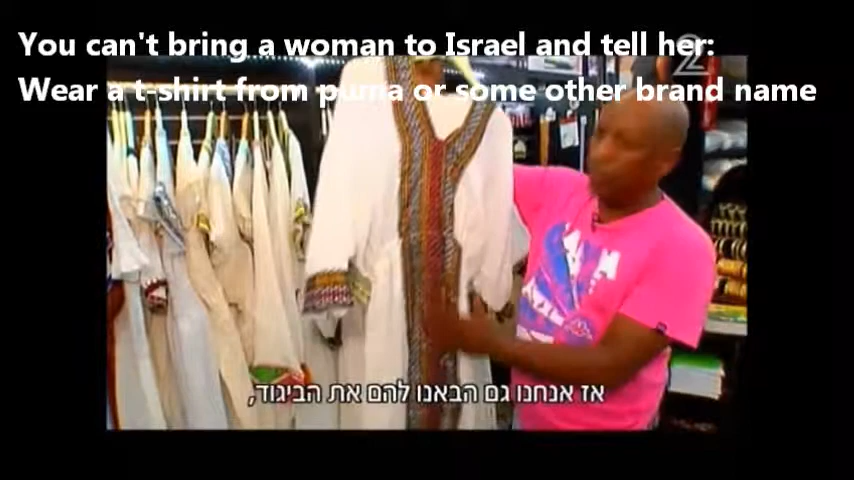 You can't bring a woman to Israel and tell her:
Wear a t-shirt from puma or some other brand name
2
אז אנחנו גם הבאנו להם את הביגוד,